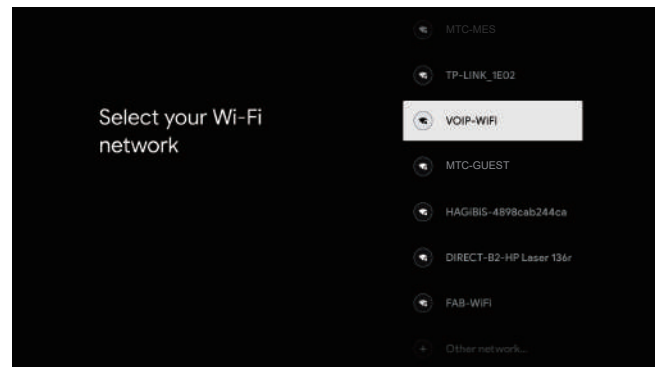 Select your Wi-Fi
network
MTC-MES
TP-LINK_1E02
VOIP-WiFi
MTC-GUEST
HAGiBiS-4898cab244ca
DIRECT-B2-HP Laser 136r
FAB-WiFi
Other network...